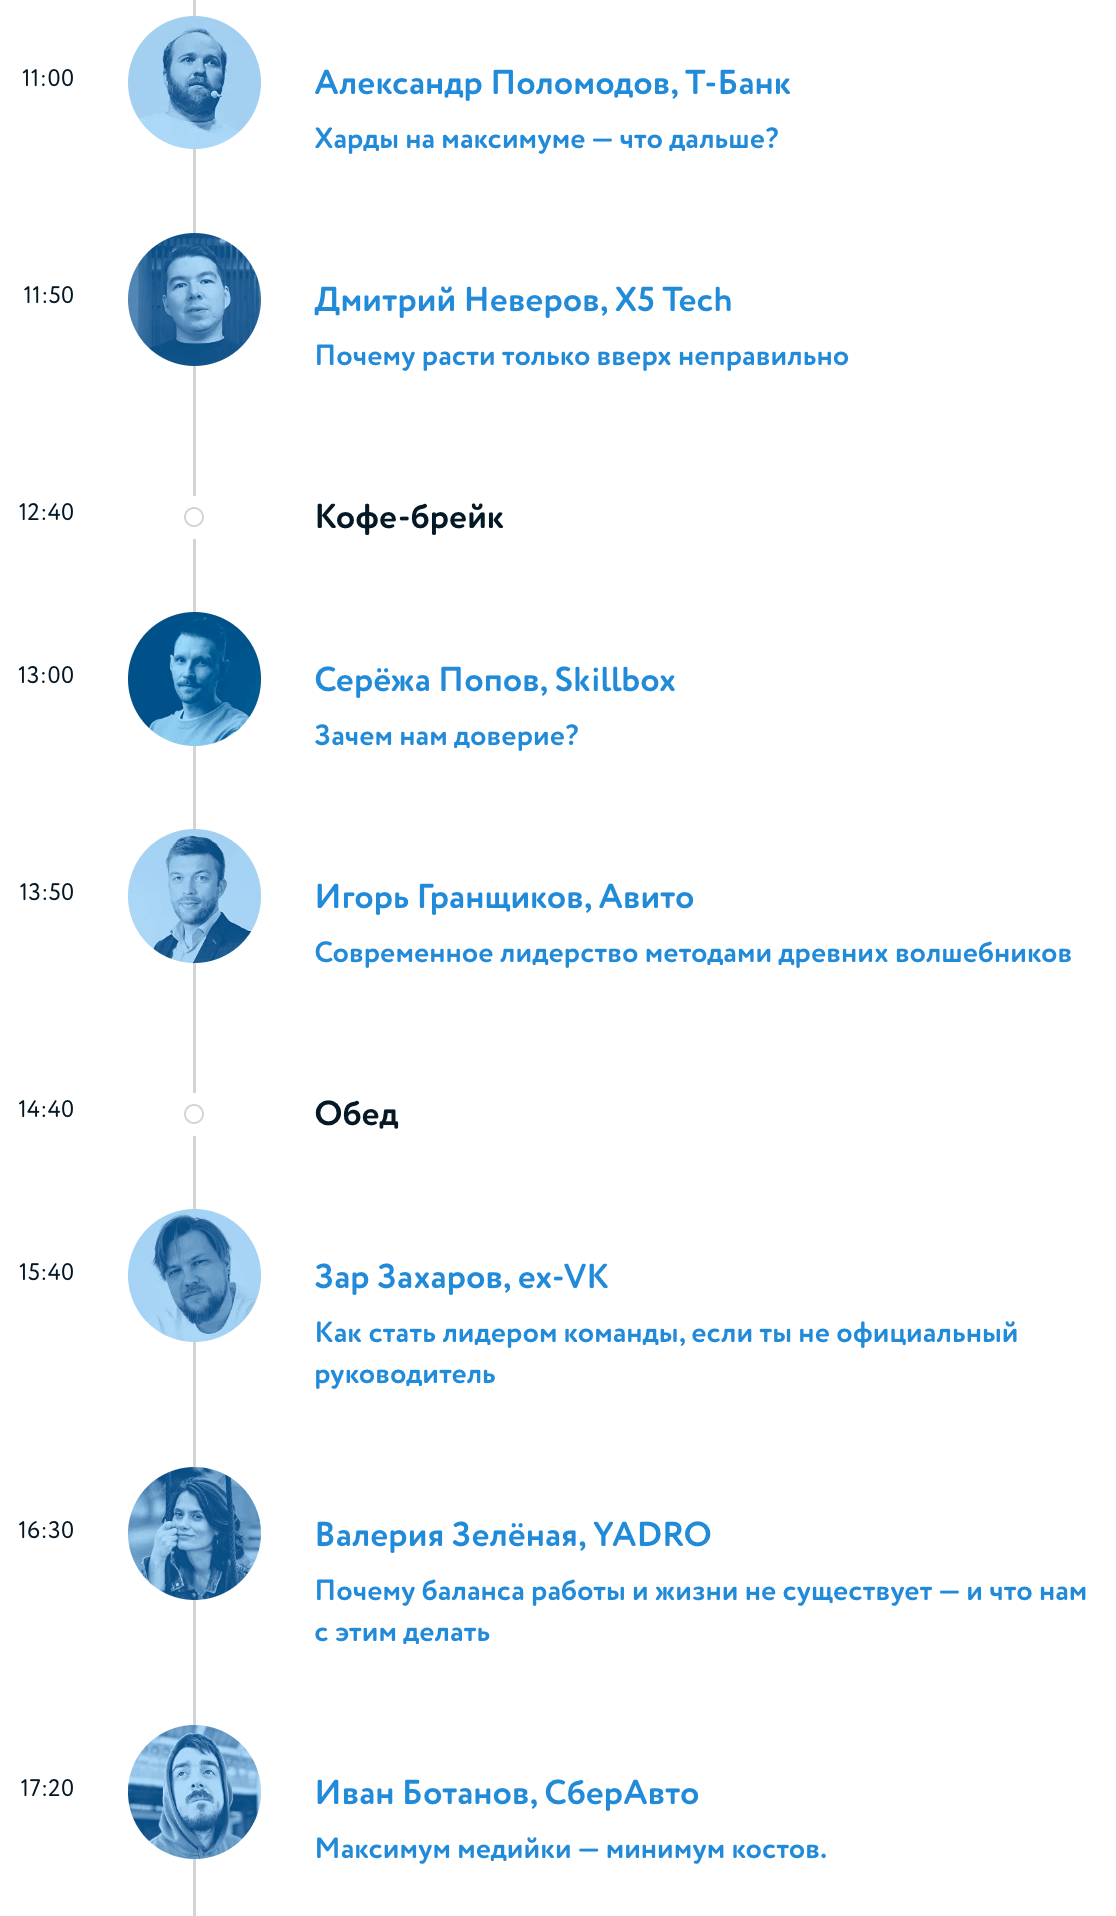 11:00
Александр Поломодов, Т-Банк
Харды на максимуме — что дальше?
11:50
Дмитрий Неверов, X5 Tech
Почему расти только вверх неправильно
12:40
Кофе-брейк
13:00
Серёжа Попов, Skillbox
Зачем нам доверие?
13:50
Игорь Гранщиков, Авито
Современное лидерство методами древних волшебников
14:40
Обед
15:40
Зар Захаров, ex-VK
Как стать лидером команды, если ты не официальный
руководитель
16:30
Валерия Зелёная, YADRO
Почему баланса работы и жизни не существует — и что нам
с этим делать
17:20
Иван Ботанов, СберАвто
Максимум медийки — минимум костов.